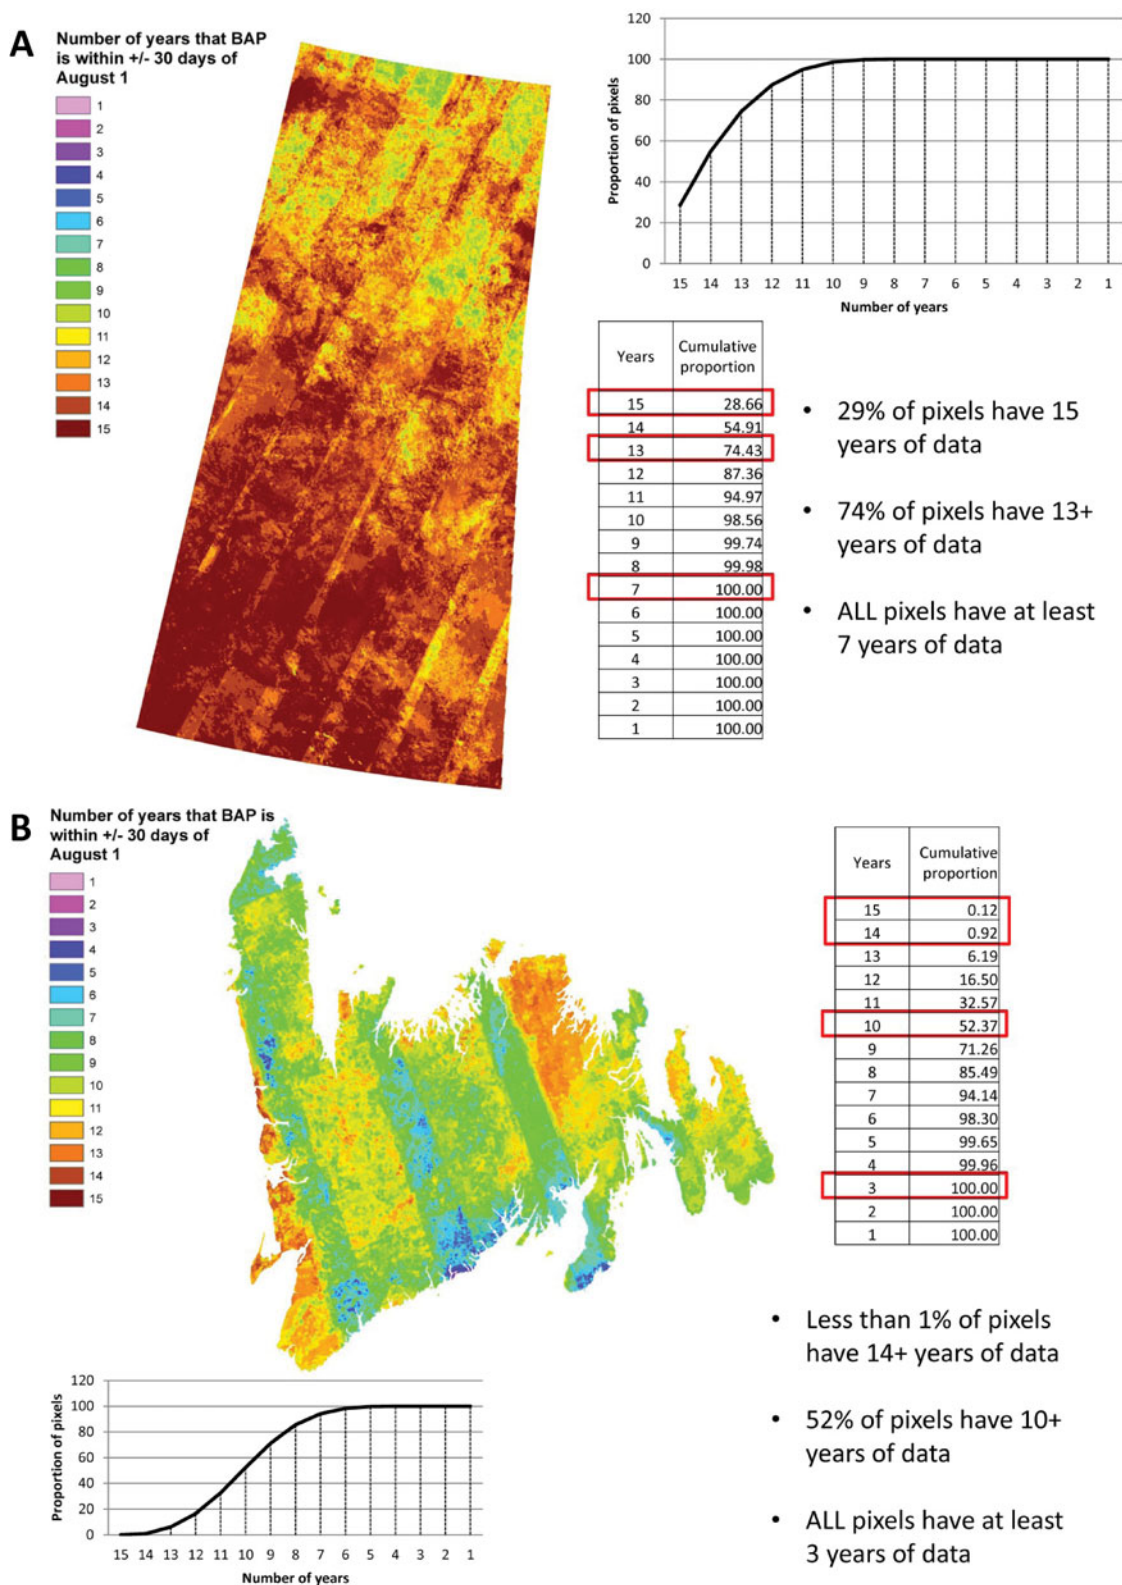 A
Number of years that BAP
is within +/- 30 days of
August 1
1
2
3
4
5
6
7
8
9
10
11
12
13
14
15
Proportion of pixels
120
100
80
60
40
20
0
15 14 13 12 11 10 9 8 7 6 5 4 3 2 1
Number of years
Years Cumulative
proportion
15 28.66
14 54.91
13 74.43
12 87.36
11 94.97
10 98.56
9 99.74
8 99.98
7 100.00
6 100.00
5 100.00
4 100.00
3 100.00
2 100.00
1 100.00
• 29% of pixels have 15
years of data
• 74% of pixels have 13+
years of data
• ALL pixels have at least
7 years of data
B
Number of years that BAP is
within +/- 30 days of
August 1
1
2
3
4
5
6
7
8
9
10
11
12
13
14
15
Years Cumulative
proportion
15 0.12
14 0.92
13 6.19
12 16.50
11 32.57
10 52.37
9 71.26
8 85.49
7 94.14
6 98.30
5 99.65
4 99.96
3 100.00
2 100.00
1 100.00
• Less than 1% of pixels
have 14+ years of data
• 52% of pixels have 10+
years of data
• ALL pixels have at least
3 years of data
Proportion of pixels
120
100
80
60
40
20
0
15 14 13 12 11 10 9 8 7 6 5 4 3 2 1
Number of years